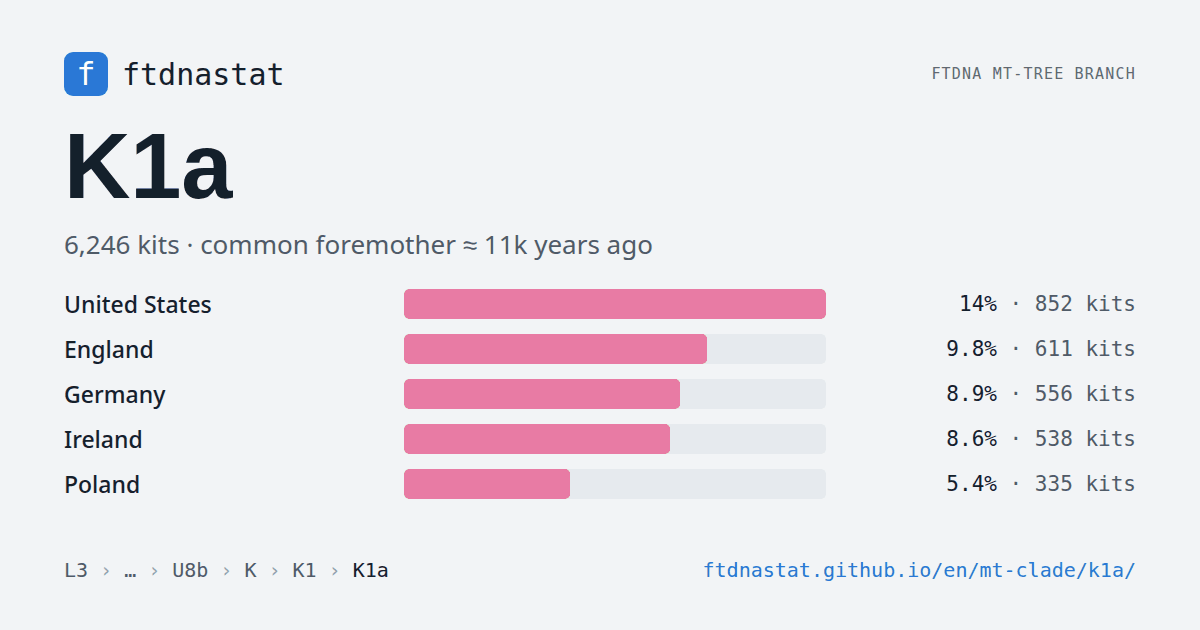 f ftdnastat
FTDNA MT-TREE BRANCH
K1a
6,246 kits · common foremother ≈ 11k years ago
United States 14% · 852 kits
England 9.8% · 611 kits
Germany 8.9% · 556 kits
Ireland 8.6% · 538 kits
Poland 5.4% · 335 kits
L3 › … › U8b › K › K1 › K1a
ftdnastat.github.io/en/mt-clade/k1a/